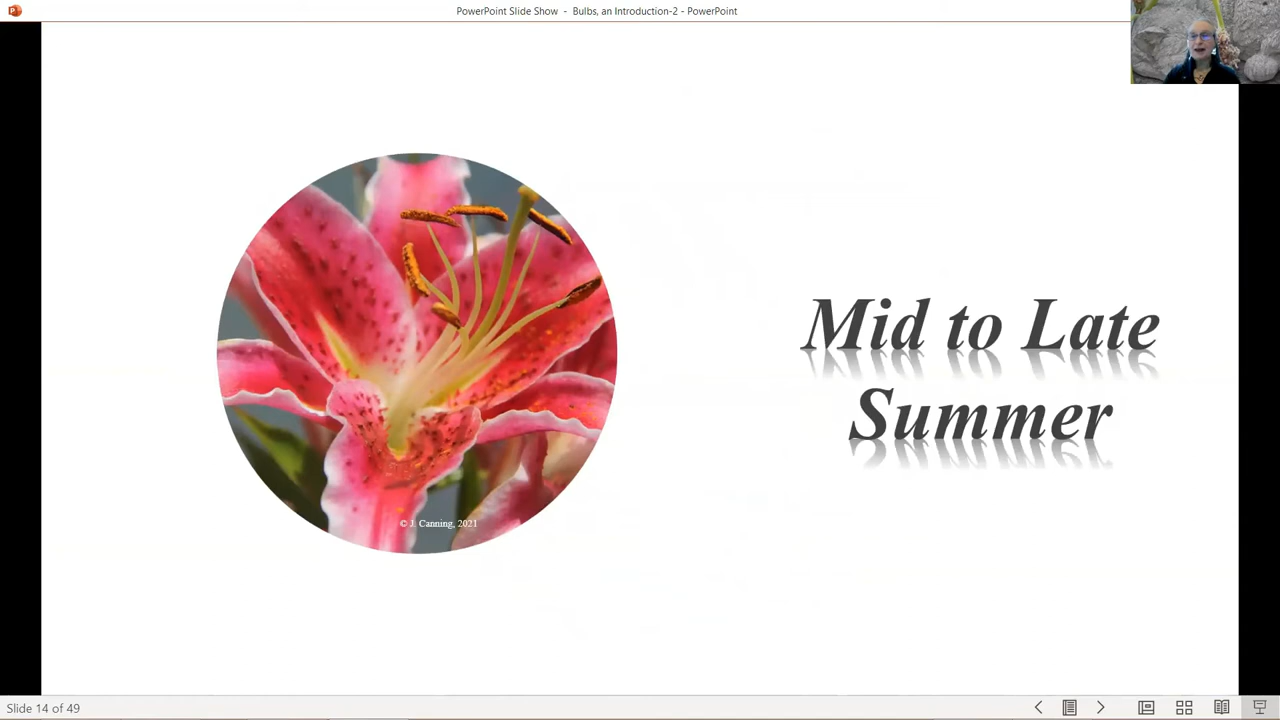 PowerPoint Slide Show - Bulbs, an Introduction-2 - PowerPoint
Mid to Late
Summer
© J. Canning, 2021
Slide 14 of 49